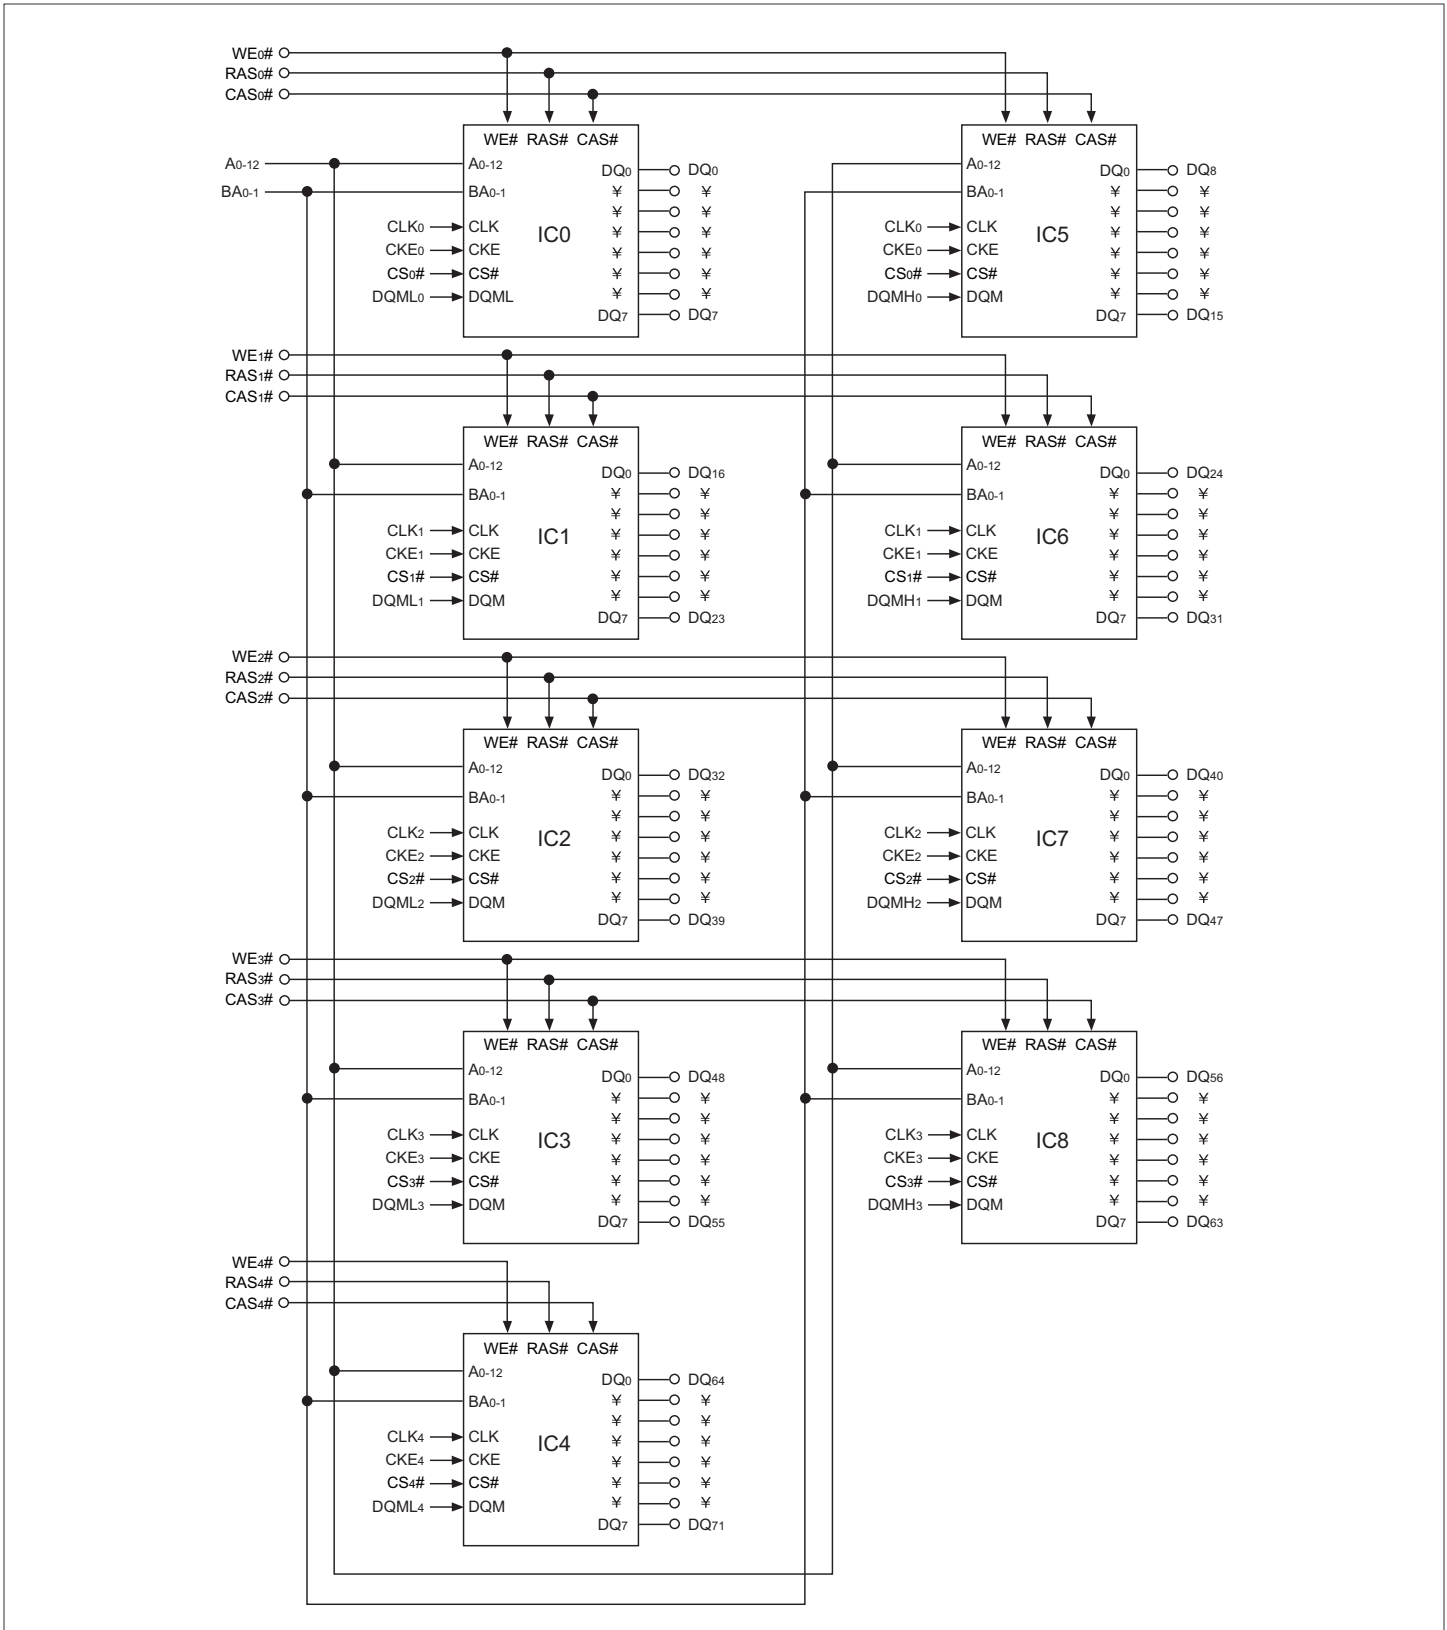 WE0#
RAS0#
CAS0#
WE# RAS# CAS#
A0-12
BA0-1
A0-12
BA0-1
CLK0 CLK
CKE0 CKE
CS0# CS#
DQML0 DQML
IC0
DQ0 DQ0
¥ ¥
¥ ¥
¥ ¥
¥ ¥
¥ ¥
¥ ¥
DQ7 DQ7
WE# RAS# CAS#
A0-12
BA0-1
CLK0 CLK
CKE0 CKE
CS0# CS#
DQMH0 DQM
IC5
DQ0 DQ8
¥ ¥
¥ ¥
¥ ¥
¥ ¥
¥ ¥
¥ ¥
DQ7 DQ15
WE1#
RAS1#
CAS1#
WE# RAS# CAS#
A0-12
BA0-1
CLK1 CLK
CKE1 CKE
CS1# CS#
DQML1 DQM
IC1
DQ0 DQ16
¥ ¥
¥ ¥
¥ ¥
¥ ¥
¥ ¥
¥ ¥
DQ7 DQ23
WE# RAS# CAS#
A0-12
BA0-1
CLK1 CLK
CKE1 CKE
CS1# CS#
DQMH1 DQM
IC6
DQ0 DQ24
¥ ¥
¥ ¥
¥ ¥
¥ ¥
¥ ¥
¥ ¥
DQ7 DQ31
WE2#
RAS2#
CAS2#
WE# RAS# CAS#
A0-12
BA0-1
CLK2 CLK
CKE2 CKE
CS2# CS#
DQML2 DQM
IC2
DQ0 DQ32
¥ ¥
¥ ¥
¥ ¥
¥ ¥
¥ ¥
¥ ¥
DQ7 DQ39
WE# RAS# CAS#
A0-12
BA0-1
CLK2 CLK
CKE2 CKE
CS2# CS#
DQMH2 DQM
IC7
DQ0 DQ40
¥ ¥
¥ ¥
¥ ¥
¥ ¥
¥ ¥
¥ ¥
DQ7 DQ47
WE3#
RAS3#
CAS3#
WE# RAS# CAS#
A0-12
BA0-1
CLK3 CLK
CKE3 CKE
CS3# CS#
DQML3 DQM
IC3
DQ0 DQ48
¥ ¥
¥ ¥
¥ ¥
¥ ¥
¥ ¥
¥ ¥
DQ7 DQ55
WE# RAS# CAS#
A0-12
BA0-1
CLK3 CLK
CKE3 CKE
CS3# CS#
DQMH3 DQM
IC8
DQ0 DQ56
¥ ¥
¥ ¥
¥ ¥
¥ ¥
¥ ¥
¥ ¥
DQ7 DQ63
WE4#
RAS4#
CAS4#
WE# RAS# CAS#
A0-12
BA0-1
CLK4 CLK
CKE4 CKE
CS4# CS#
DQML4 DQM
IC4
DQ0 DQ64
¥ ¥
¥ ¥
¥ ¥
¥ ¥
¥ ¥
¥ ¥
DQ7 DQ71